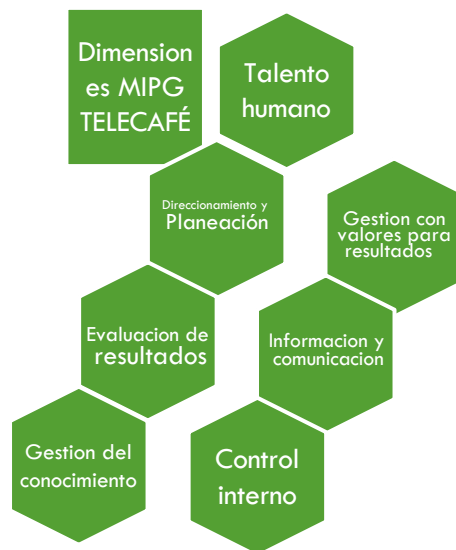 Dimension
es MIPG
TELECAFÉ
Talento
humano
Direccionamiento y
Planeación
Gestion con
valores para
resultados
Evaluacion de
resultados
Informacion y
comunicacion
Gestion del
conocimiento
Control
interno